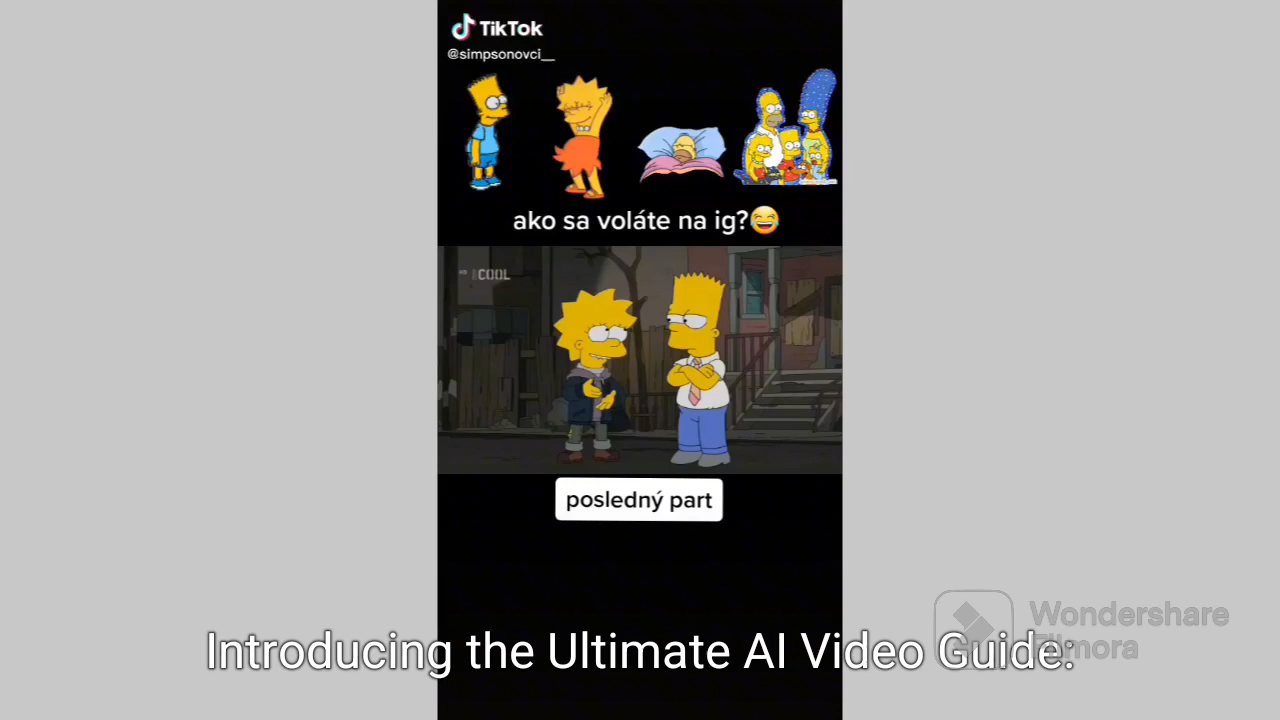 TikTok
@simpsonovci__
ako sa voláte na ig?😂
COOL
posledný part
Wondershare
Filmora
Introducing the Ultimate AI Video Guide: